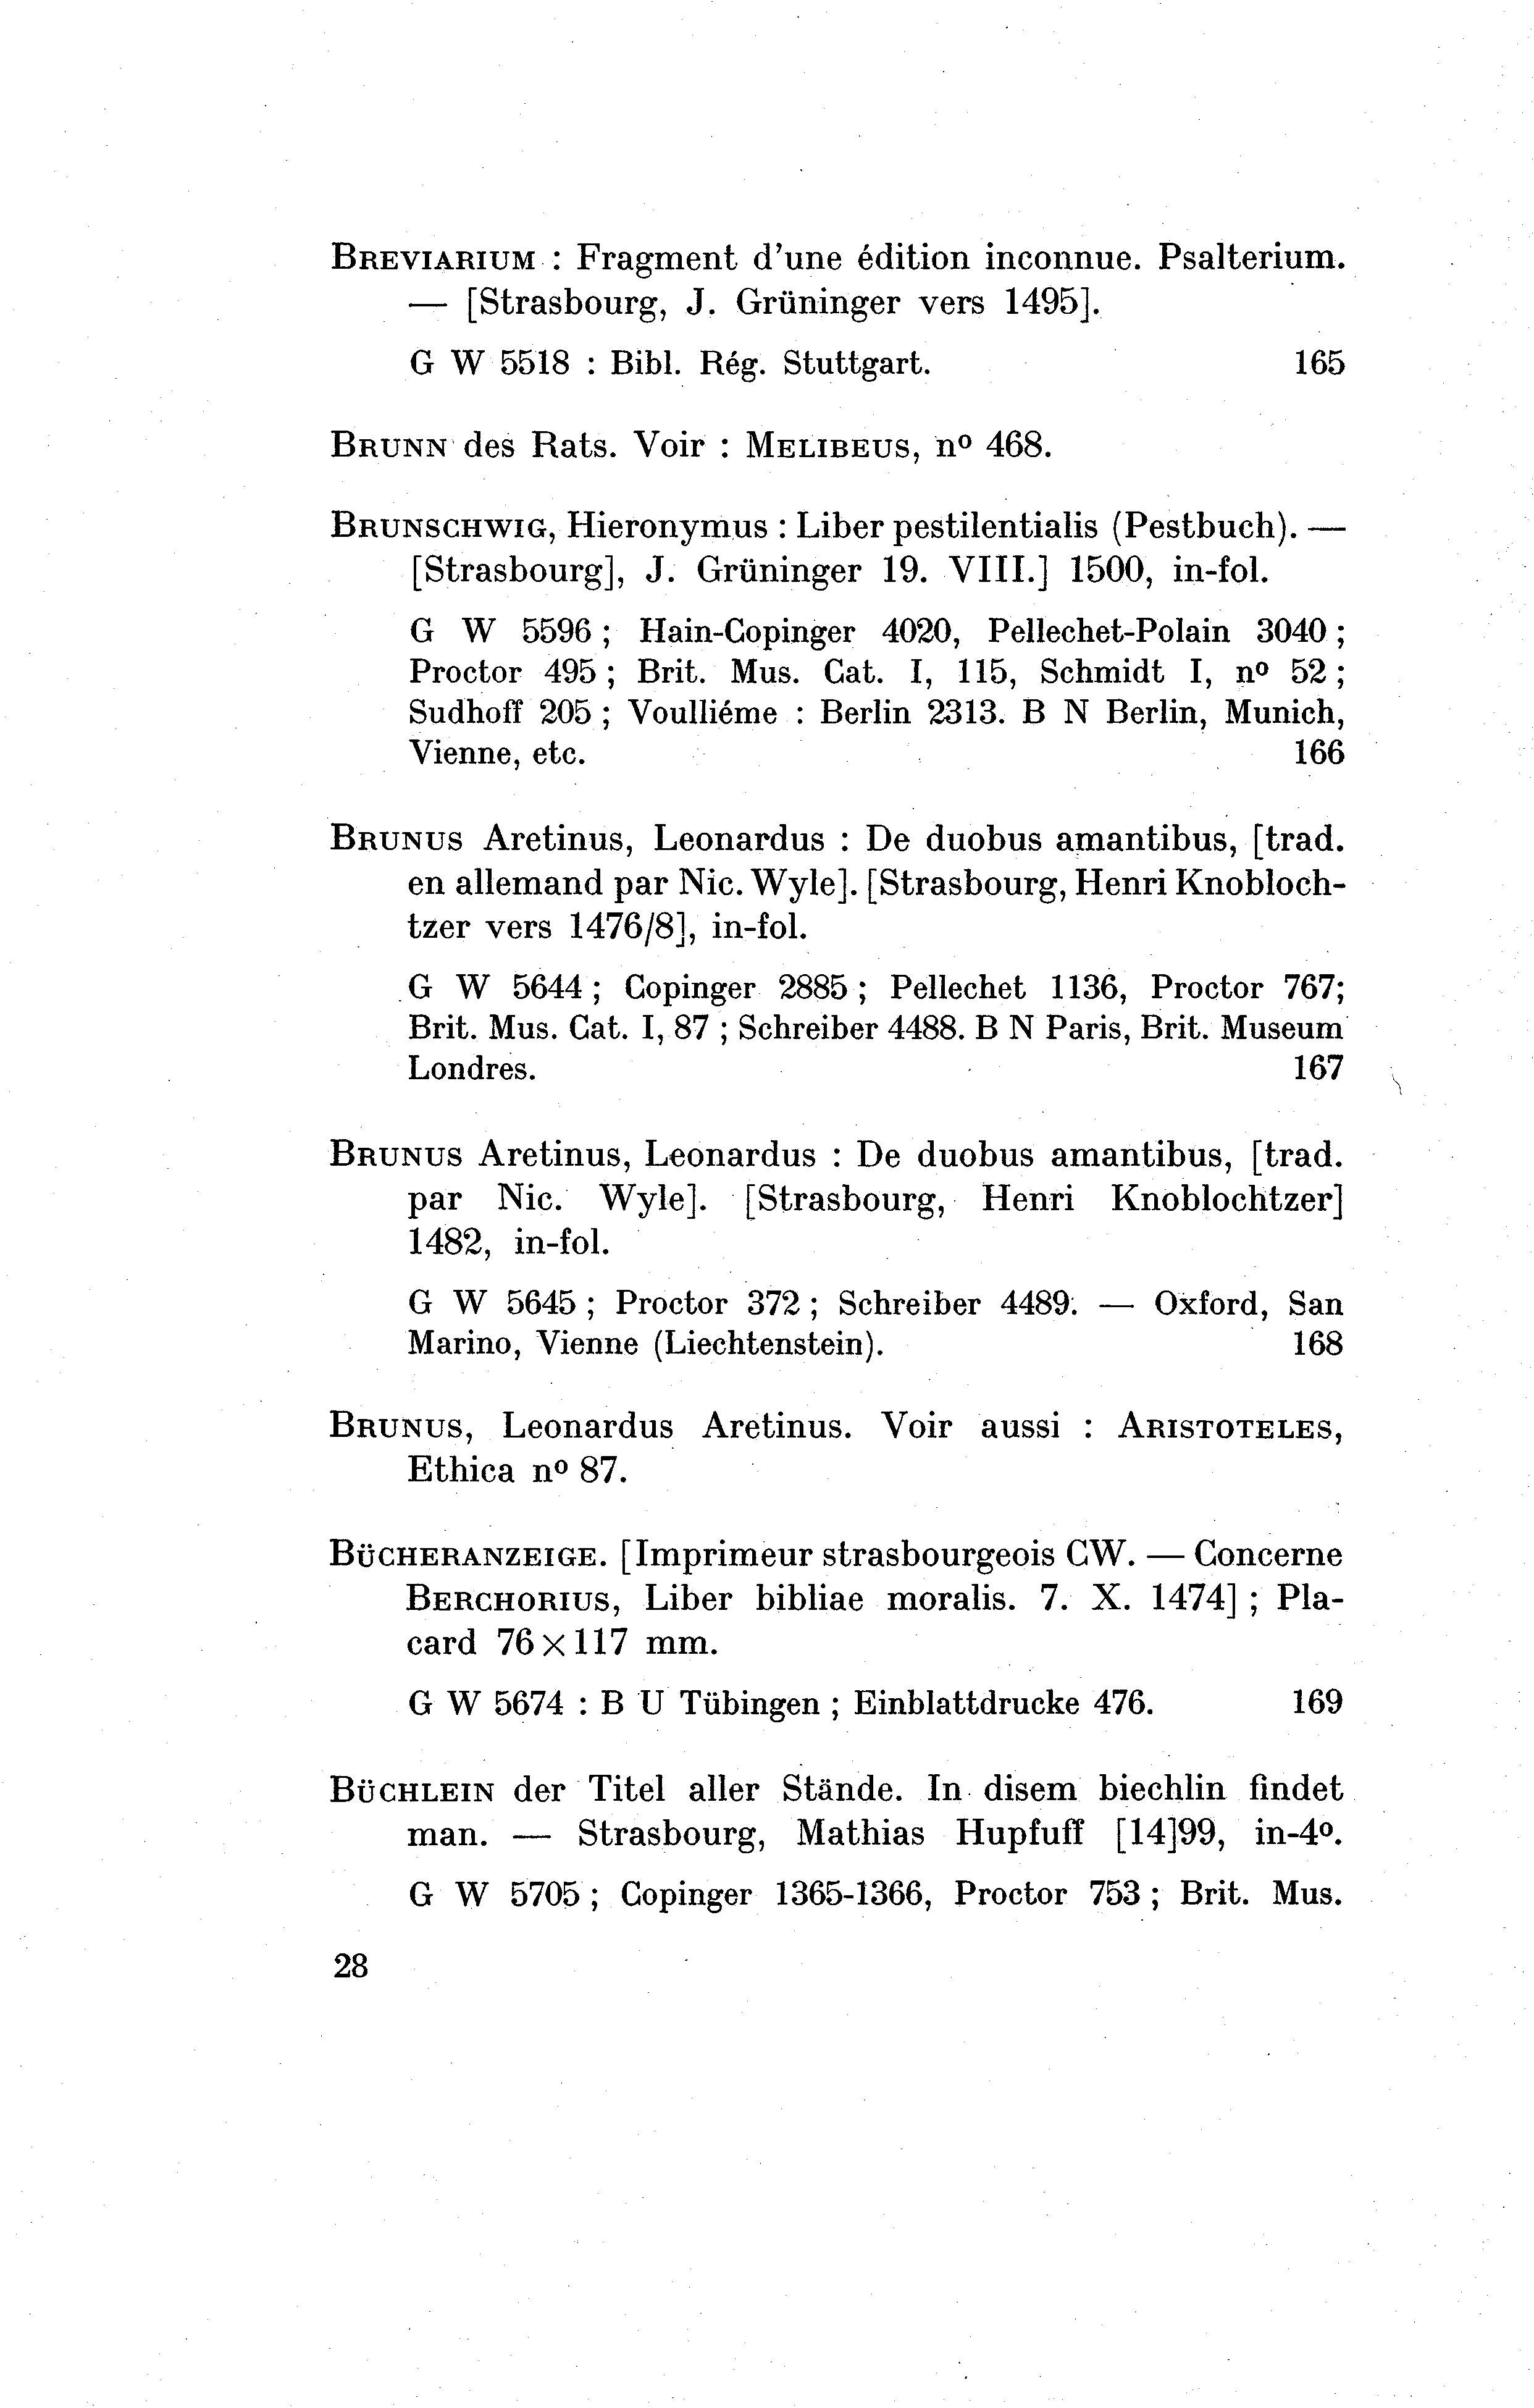 BREVIARIUM : Fragment d'une édition inconnue. Psalterium.
— [Strasbourg, J. Grüninger vers 1495].
G W 5518 : Bibl. Rég. Stuttgart. 165
BRUNN des Rats. Voir : MELIBEUS, nº 468.
BRUNSCHWIG, Hieronymus : Liber pestilentialis (Pestbuch). —
[Strasbourg], J. Grüninger 19. VIII.] 1500, in-fol.
G W 5596 ; Hain-Copinger 4020, Pellechet-Polain 3040 ;
Proctor 495 ; Brit. Mus. Cat. I, 115, Schmidt I, nº 52 ;
Sudhoff 205 ; Voulliéme : Berlin 2313. B N Berlin, Munich,
Vienne, etc. 166
BRUNUS Aretinus, Leonardus : De duobus amantibus, [trad.
en allemand par Nic. Wyle]. [Strasbourg, Henri Knobloch-
tzer vers 1476/8], in-fol.
G W 5644 ; Copinger 2885 ; Pellechet 1136, Proctor 767;
Brit. Mus. Cat. I, 87 ; Schreiber 4488. B N Paris, Brit. Museum
Londres. 167
BRUNUS Aretinus, Leonardus : De duobus amantibus, [trad.
par Nic. Wyle]. [Strasbourg, Henri Knoblochtzer]
1482, in-fol.
G W 5645 ; Proctor 372 ; Schreiber 4489. — Oxford, San
Marino, Vienne (Liechtenstein). 168
BRUNUS, Leonardus Aretinus. Voir aussi : ARISTOTELES,
Ethica nº 87.
BÜCHERANZEIGE. [Imprimeur strasbourgeois CW. — Concerne
BERCHORIUS, Liber bibliae moralis. 7. X. 1474] ; Pla-
card 76×117 mm.
G W 5674 : B U Tübingen ; Einblattdrucke 476. 169
BÜCHLEIN der Titel aller Stände. In disem biechlin findet
man. — Strasbourg, Mathias Hupfuff [14]99, in-4º.
G W 5705 ; Copinger 1365-1366, Proctor 753 ; Brit. Mus.
28